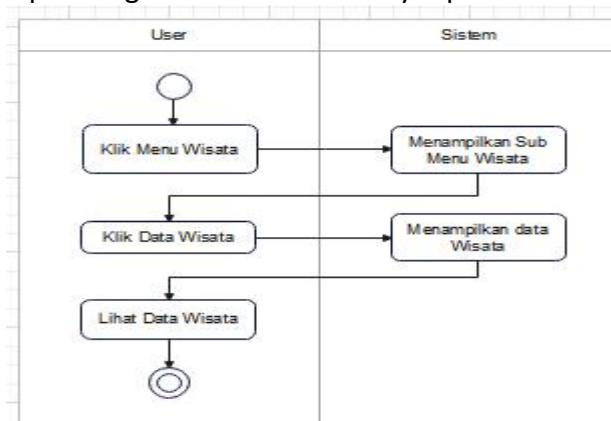 User
Sistem
Klik Menu Wisata
Menampilkan Sub
Menu Wisata
Klik Data Wisata
Menampilkan data
Wisata
Lihat Data Wisata